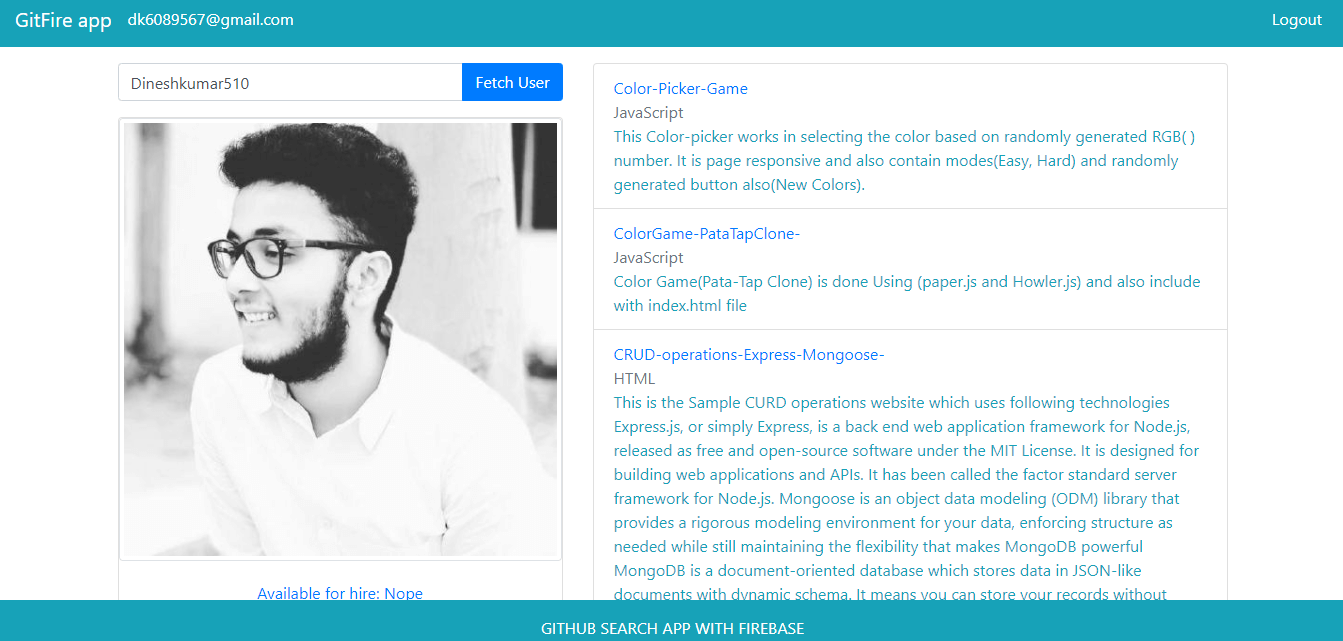 GitFire app dk6089567@gmail.com Logout
Dineshkumar510 Fetch User
Available for hire: Nope
Color-Picker-Game
JavaScript
This Color-picker works in selecting the color based on randomly generated RGB( )
number. It is page responsive and also contain modes(Easy, Hard) and randomly
generated button also(New Colors).
ColorGame-PataTapClone-
JavaScript
Color Game(Pata-Tap Clone) is done Using (paper.js and Howler.js) and also include
with index.html file
CRUD-operations-Express-Mongoose-
HTML
This is the Sample CURD operations website which uses following technologies
Express.js, or simply Express, is a back end web application framework for Node.js,
released as free and open-source software under the MIT License. It is designed for
building web applications and APIs. It has been called the factor standard server
framework for Node.js. Mongoose is an object data modeling (ODM) library that
provides a rigorous modeling environment for your data, enforcing structure as
needed while still maintaining the flexibility that makes MongoDB powerful
MongoDB is a document-oriented database which stores data in JSON-like
documents with dynamic schema. It means you can store your records without
GITHUB SEARCH APP WITH FIREBASE